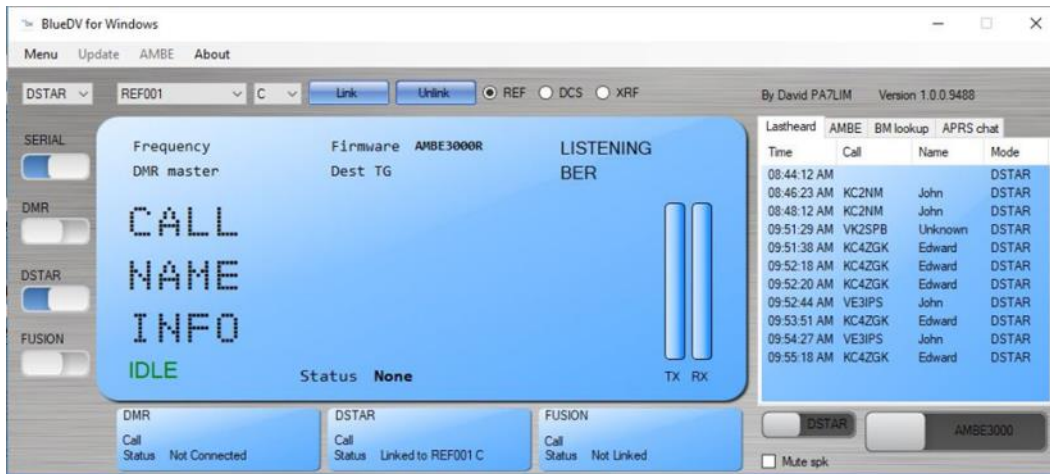 BlueDV for Windows
Menu Update AMBE About
DSTAR REF001 C Link Unlink REF DCS XRF By David PA7LIM Version 1.0.0.9488
SERIAL
DMR
DSTAR
FUSION
Frequency Firmware AMBE3000R LISTENING
DMR master Dest TG BER
CALL
NAME
INFO
IDLE Status None TX RX
Lastheard AMBE BM lookup APRS chat
Time Call Name Mode
08:44:12 AM DSTAR
08:46:23 AM KC2NM John DSTAR
08:48:12 AM KC2NM John DSTAR
09:51:29 AM VK2SPB Unknown DSTAR
09:51:38 AM KC4ZGK Edward DSTAR
09:52:18 AM KC4ZGK Edward DSTAR
09:52:20 AM KC4ZGK Edward DSTAR
09:52:44 AM VE3IPS John DSTAR
09:53:51 AM KC4ZGK Edward DSTAR
09:54:27 AM VE3IPS John DSTAR
09:55:18 AM KC4ZGK Edward DSTAR
DMR
Call
Status Not Connected
DSTAR
Call
Status Linked to REF001 C
FUSION
Call
Status Not Linked
DSTAR AMBE3000
Mute spk